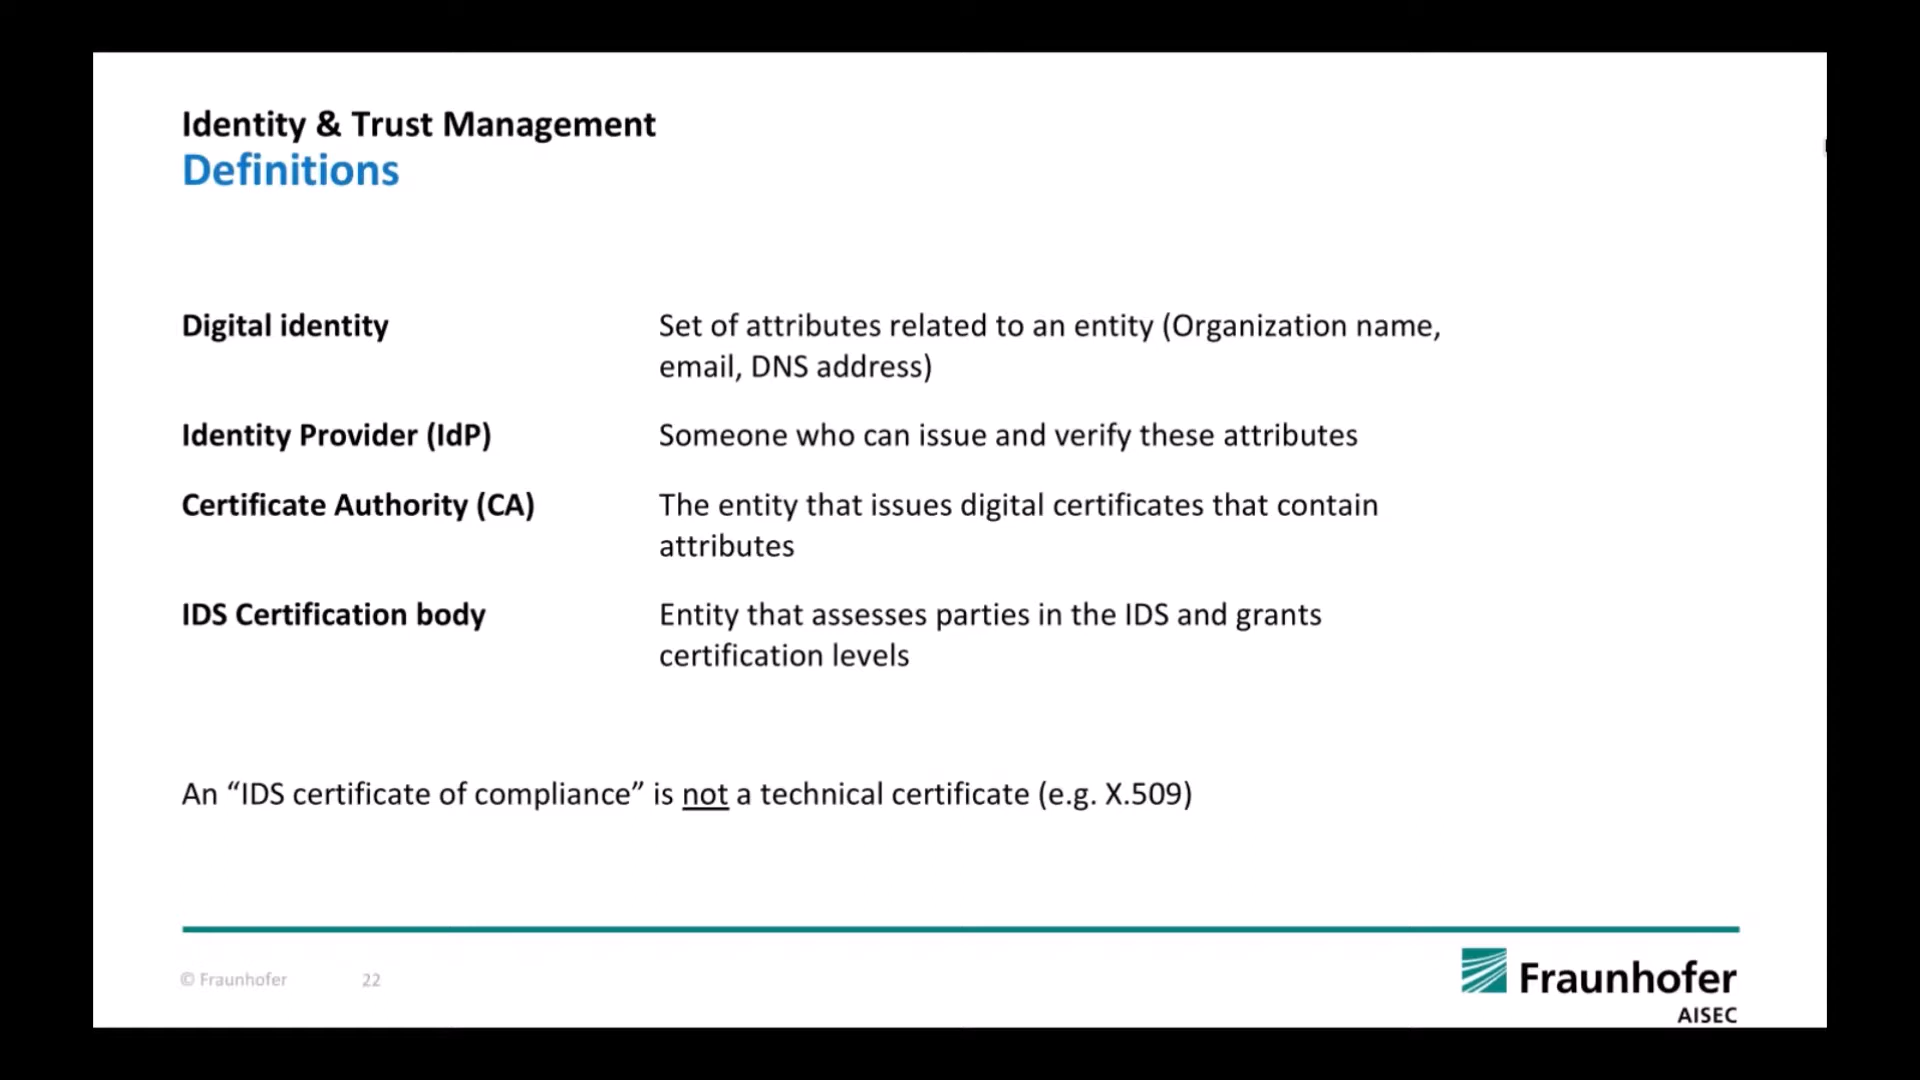 Identity & Trust Management
Definitions
Digital identity
Set of attributes related to an entity (Organization name,
email, DNS address)
Identity Provider (IdP)
Someone who can issue and verify these attributes
Certificate Authority (CA)
The entity that issues digital certificates that contain
attributes
IDS Certification body
Entity that assesses parties in the IDS and grants
certification levels
An “IDS certificate of compliance” is not a technical certificate (e.g. X.509)
© Fraunhofer
22
Fraunhofer
AISEC